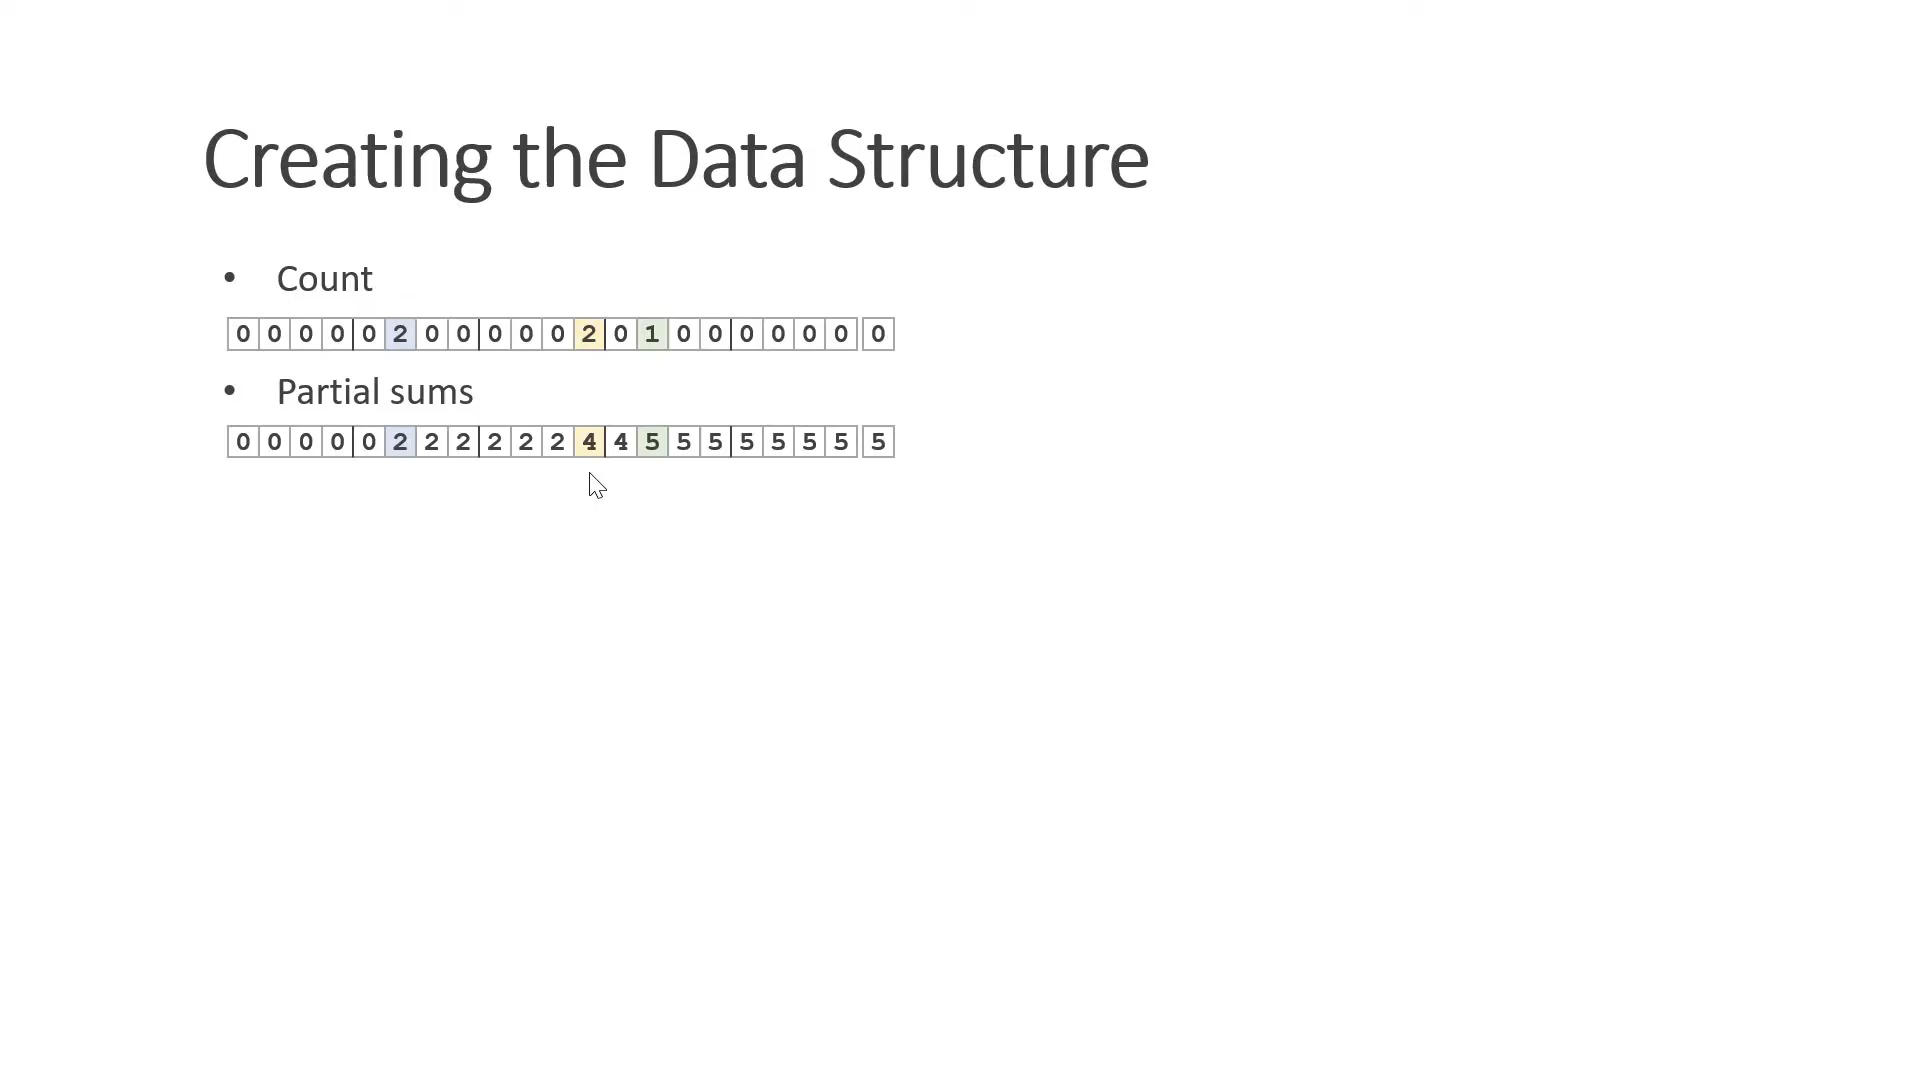 Creating the Data Structure
• Count
0 0 0 0 0 2 0 0 0 0 0 2 0 1 0 0 0 0 0 0 0
• Partial sums
0 0 0 0 0 2 2 2 2 2 2 4 4 5 5 5 5 5 5 5 5